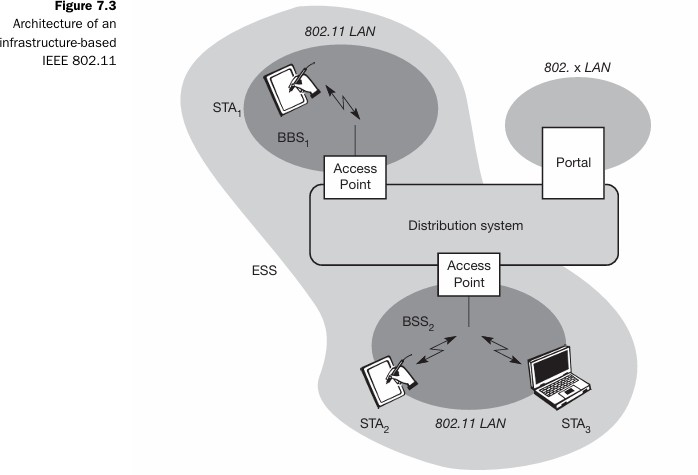 Figure 7.3
Architecture of an
infrastructure-based
IEEE 802.11
802.11 LAN
802. x LAN
STA1
BBS1
Access
Point
Portal
Distribution system
ESS
Access
Point
BSS2
STA2
802.11 LAN
STA3